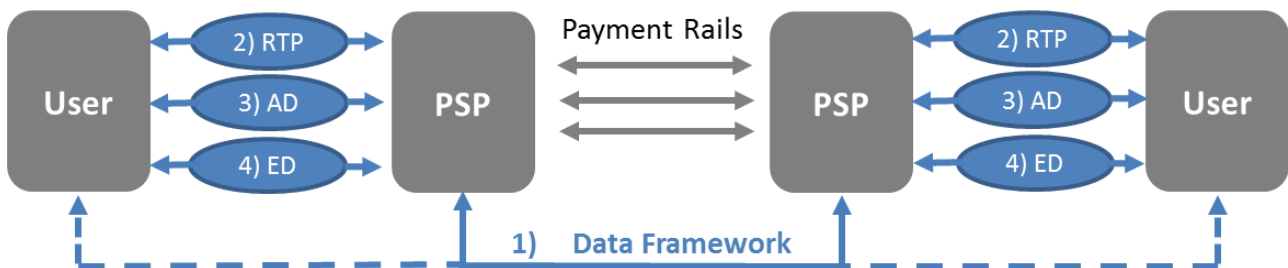 2) RTP
Payment Rails
2) RTP
User
3) AD
PSP
PSP
3) AD
User
4) ED
4) ED
1) Data Framework